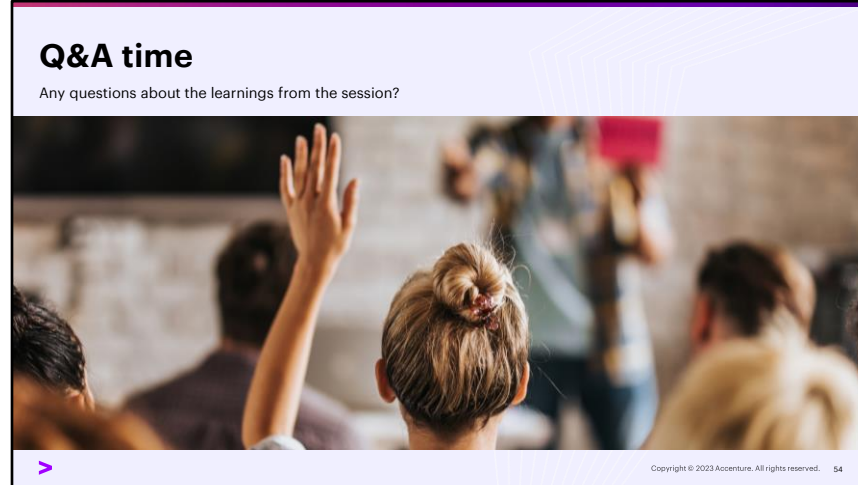 Q&A time
Any questions about the learnings from the session?
Copyright © 2023 Accenture. All rights reserved. 54